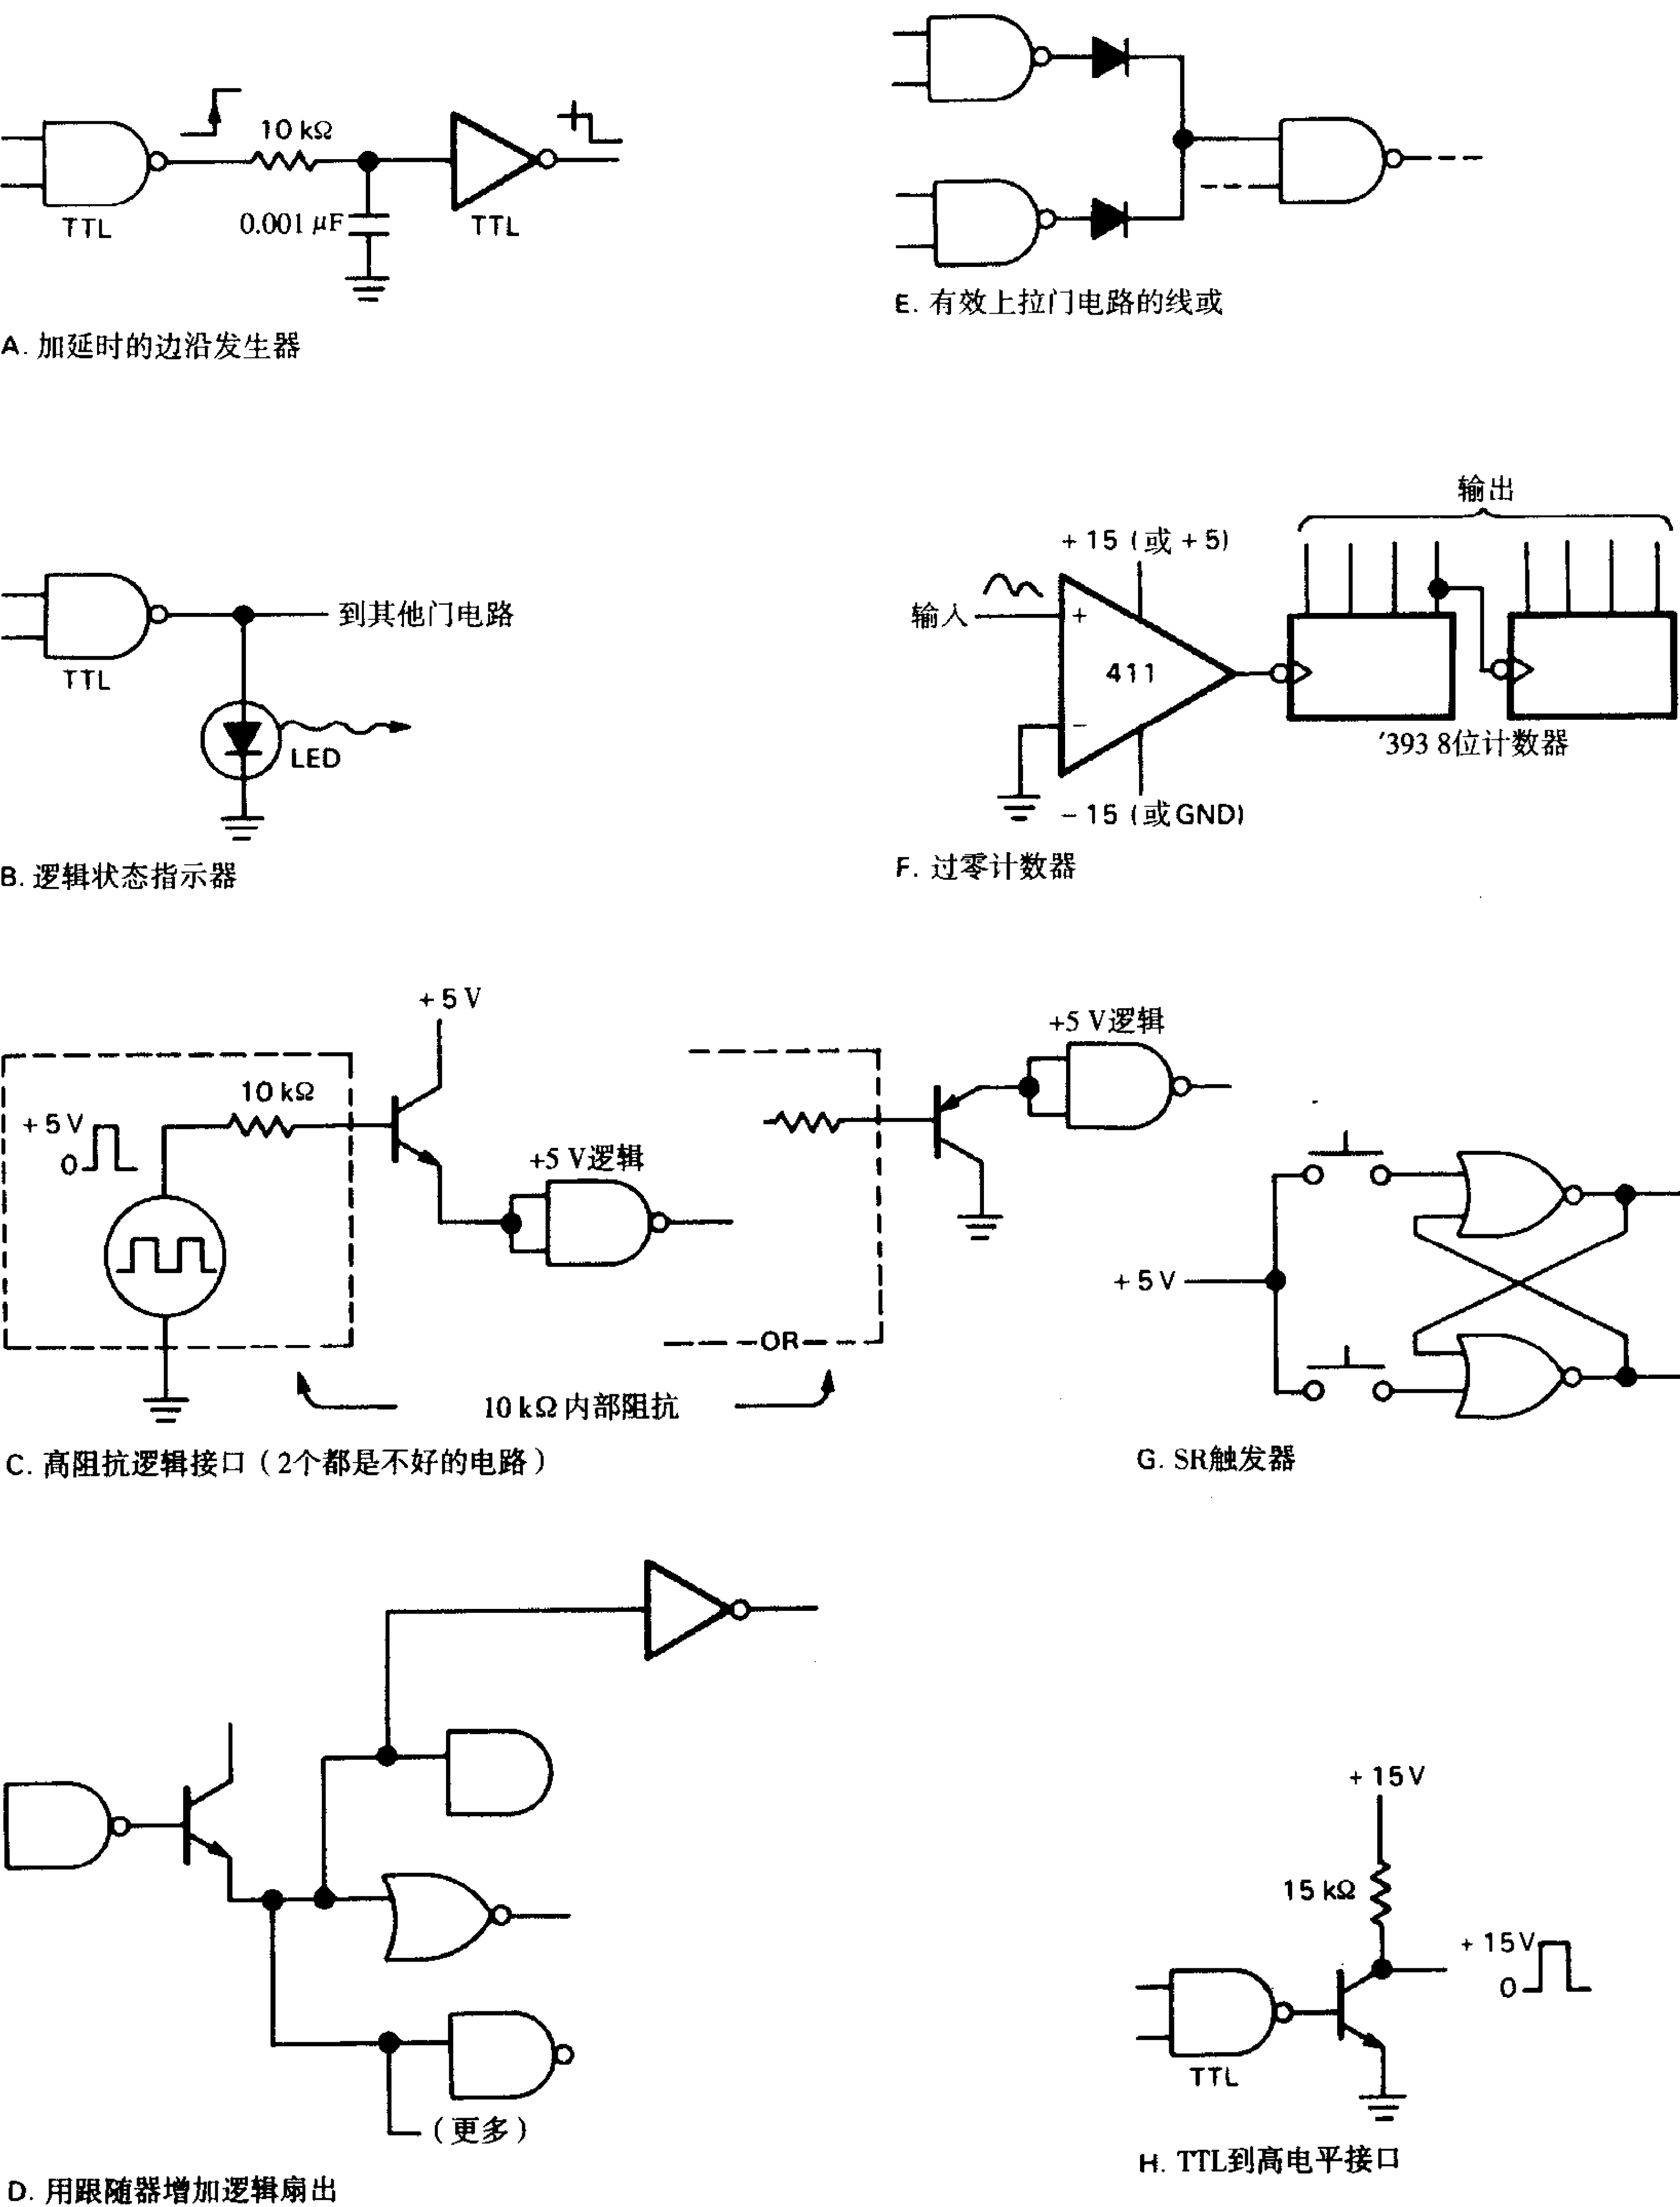 10 kΩ
TTL
0.001 μF
TTL
A. 加延时的边沿发生器
E. 有效上拉门电路的线或
TTL
到其他门电路
LED
B. 逻辑状态指示器
输出
+ 15 (或 + 5)
输入
+
411
−
'393 8位计数器
− 15 (或GND)
F. 过零计数器
+ 5 V
10 kΩ
+ 5 V
0
+5 V逻辑
+5 V逻辑
OR
10 kΩ 内部阻抗
C. 高阻抗逻辑接口（2个都是不好的电路）
+ 5 V
G. SR触发器
(更多)
D. 用跟随器增加逻辑扇出
+ 15 V
15 kΩ
+ 15 V
0
TTL
H. TTL到高电平接口